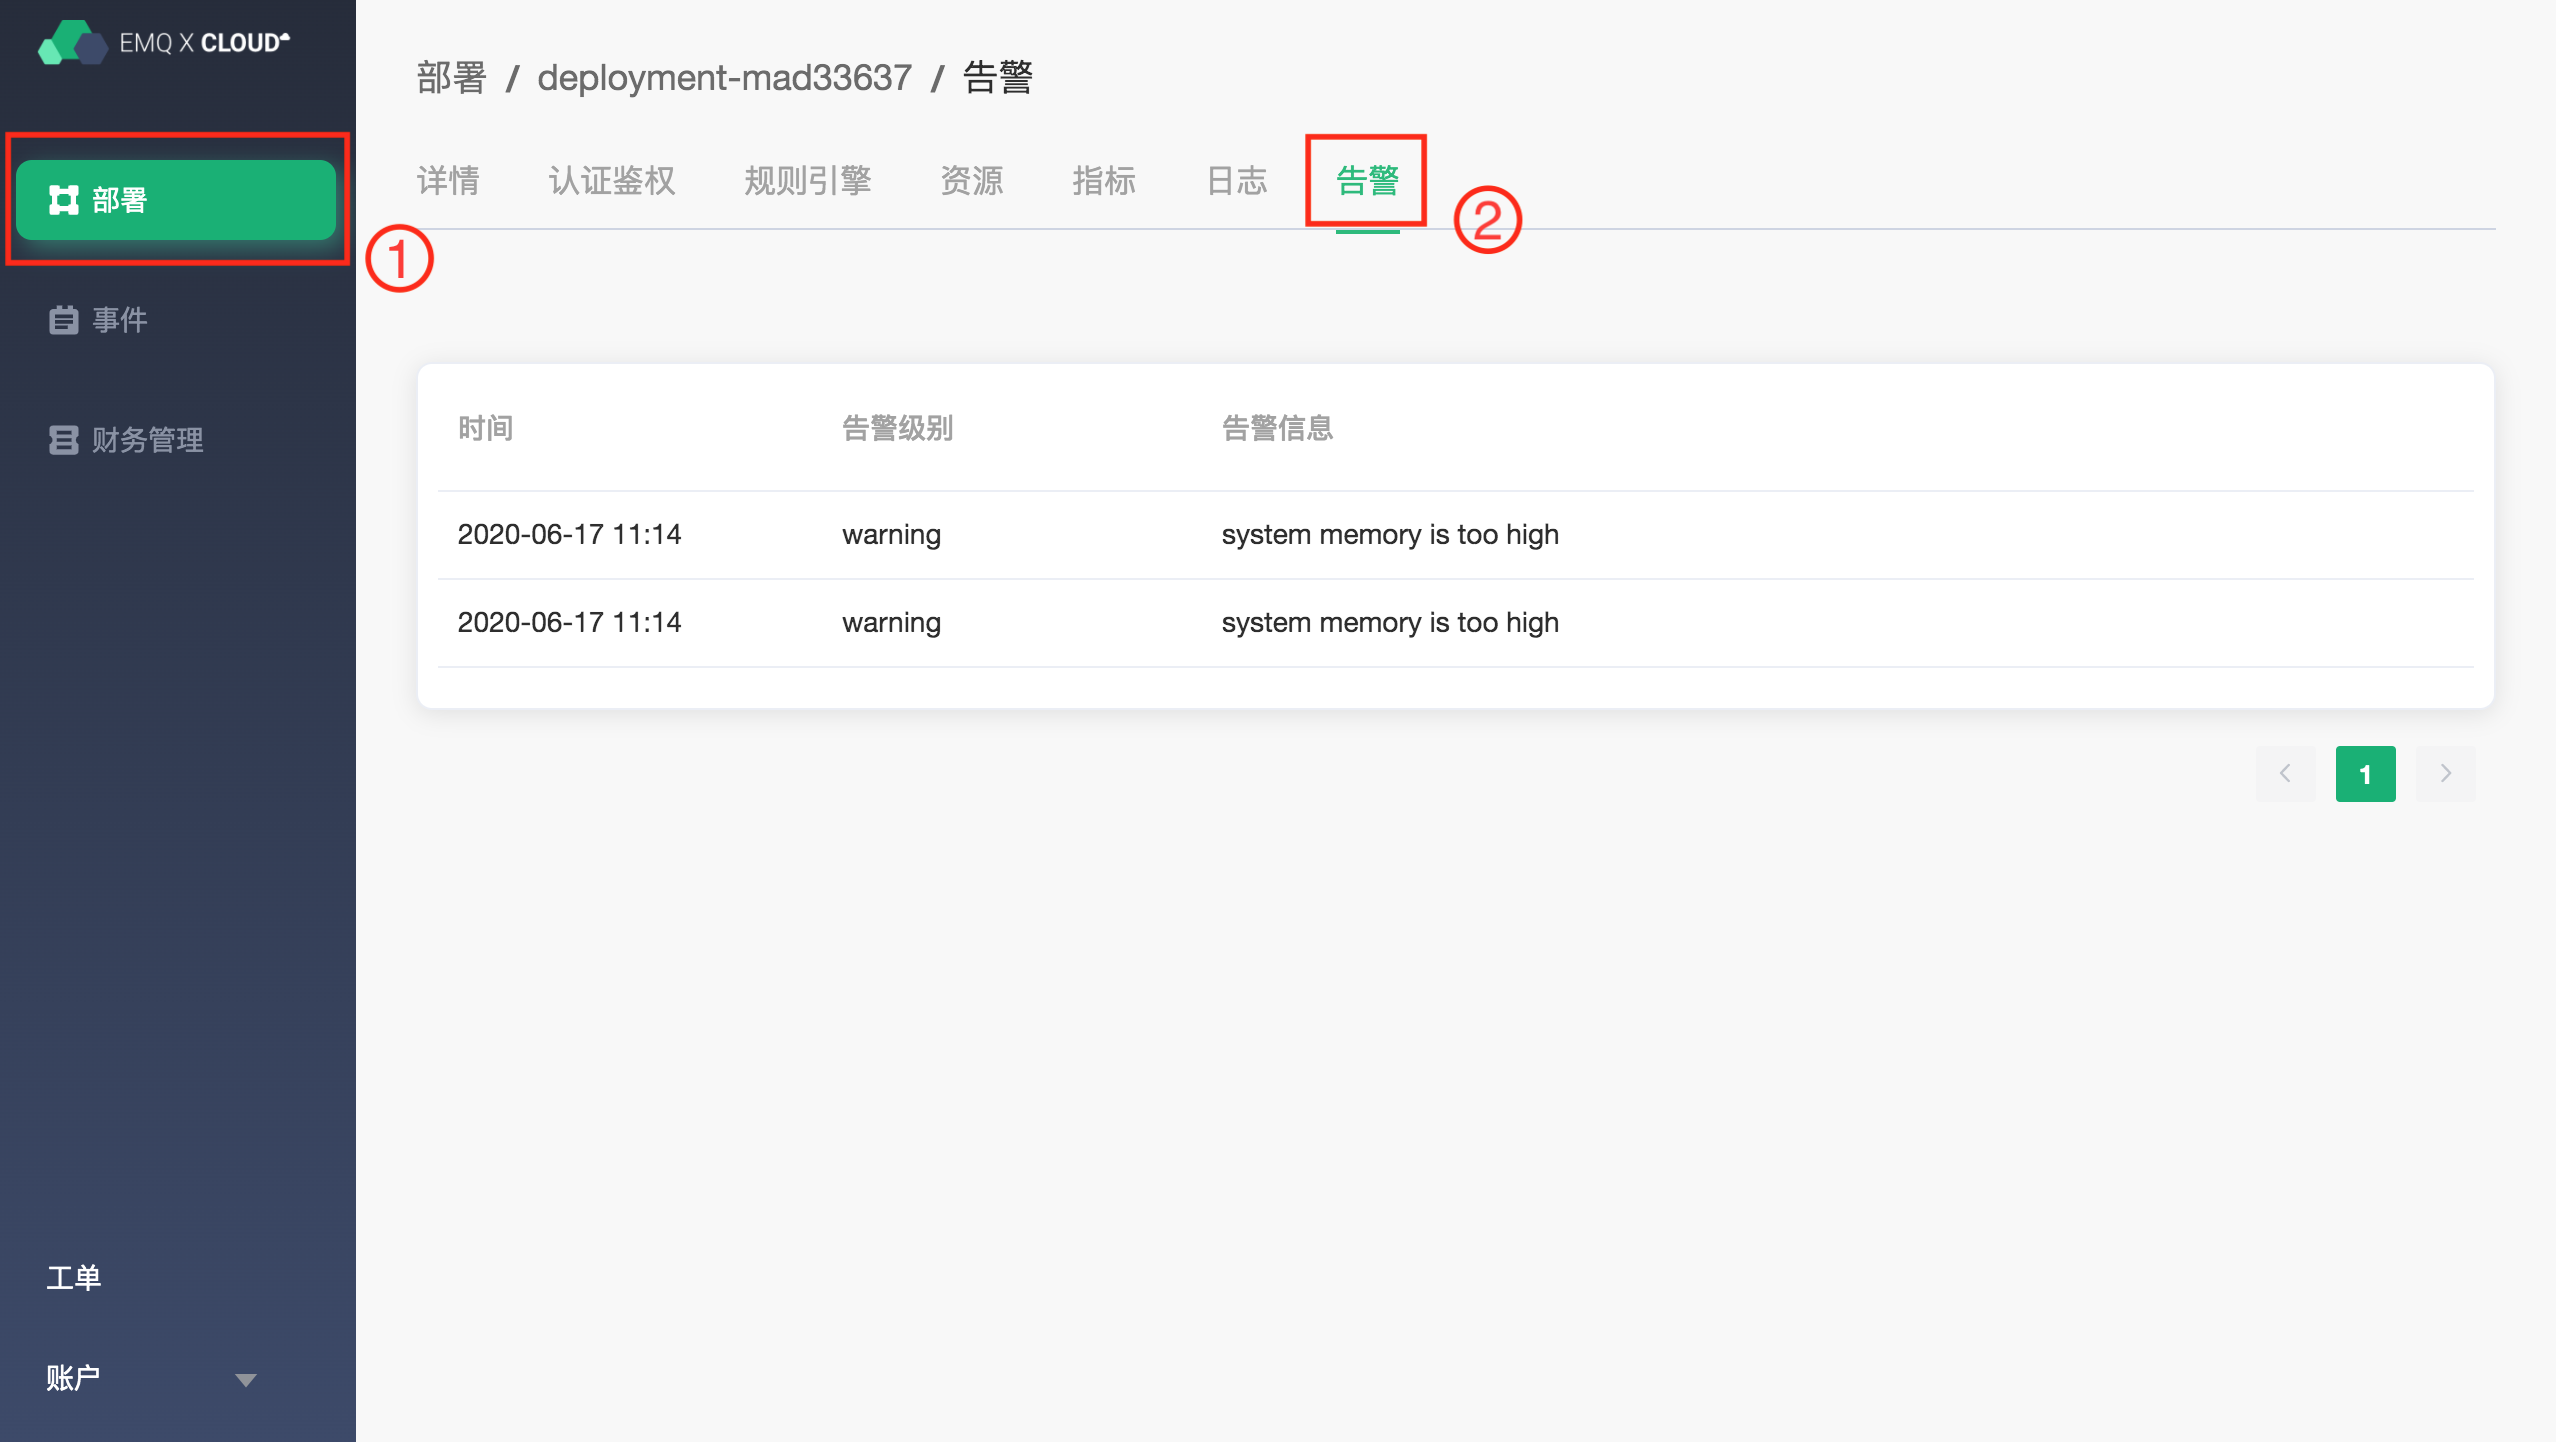 EMQ X CLOUD
部署
事件
财务管理
工单
账户
部署 / deployment-mad33637 / 告警
详情 认证鉴权 规则引擎 资源 指标 日志 告警
①
②
时间 告警级别 告警信息
2020-06-17 11:14 warning system memory is too high
2020-06-17 11:14 warning system memory is too high
1